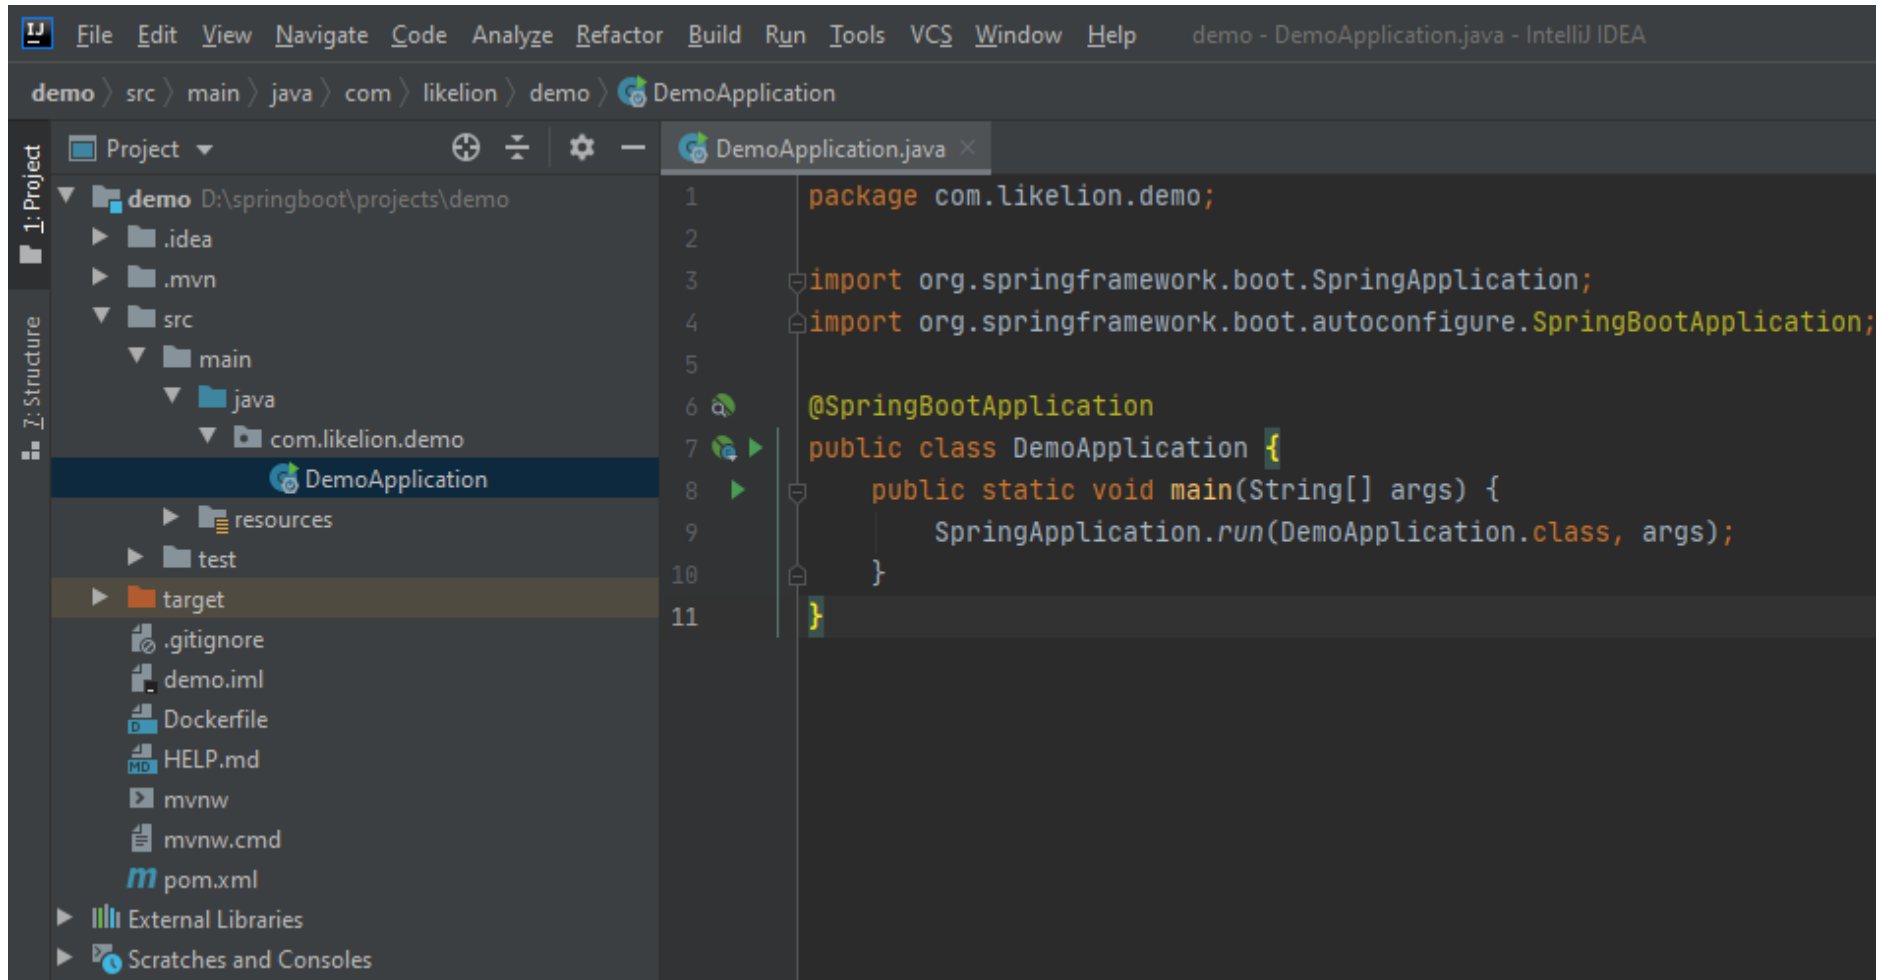 IJ File Edit View Navigate Code Analyze Refactor Build Run Tools VCS Window Help demo - DemoApplication.java - IntelliJ IDEA
demo src main java com likelion demo DemoApplication
1: Project
7: Structure
Project
demo D:\springboot\projects\demo
.idea
.mvn
src
main
java
com.likelion.demo
DemoApplication
resources
test
target
.gitignore
demo.iml
Dockerfile
HELP.md
mvnw
mvnw.cmd
pom.xml
External Libraries
Scratches and Consoles
DemoApplication.java
1 package com.likelion.demo;
2
3 import org.springframework.boot.SpringApplication;
4 import org.springframework.boot.autoconfigure.SpringBootApplication;
5
6 @SpringBootApplication
7 public class DemoApplication {
8 public static void main(String[] args) {
9 SpringApplication.run(DemoApplication.class, args);
10 }
11 }